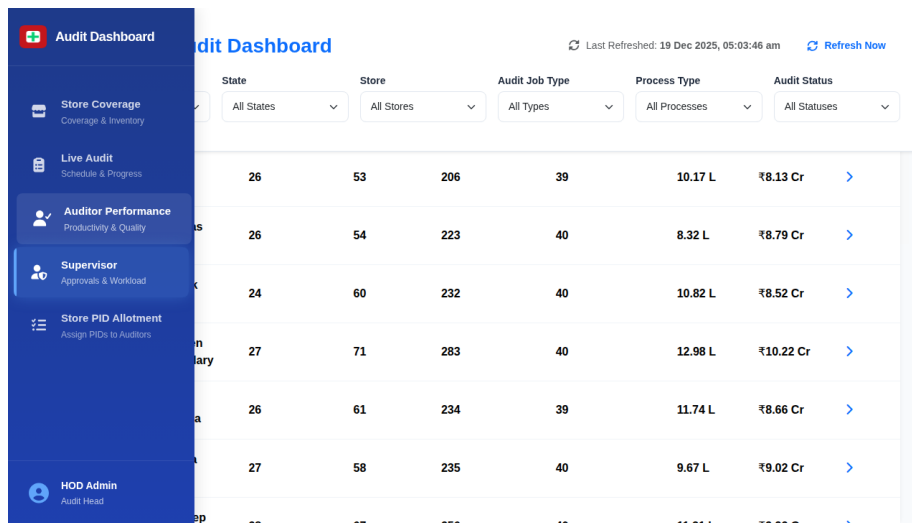 Audit Dashboard
udit Dashboard
Last Refreshed: 19 Dec 2025, 05:03:46 am
Refresh Now
State
Store
Audit Job Type
Process Type
Audit Status
All States
All Stores
All Types
All Processes
All Statuses
Store Coverage
Coverage & Inventory
Live Audit
Schedule & Progress
Auditor Performance
Productivity & Quality
Supervisor
Approvals & Workload
Store PID Allotment
Assign PIDs to Auditors
HOD Admin
Audit Head
26 53 206 39 10.17 L ₹8.13 Cr
26 54 223 40 8.32 L ₹8.79 Cr
24 60 232 40 10.82 L ₹8.52 Cr
27 71 283 40 12.98 L ₹10.22 Cr
26 61 234 39 11.74 L ₹8.66 Cr
27 58 235 40 9.67 L ₹9.02 Cr